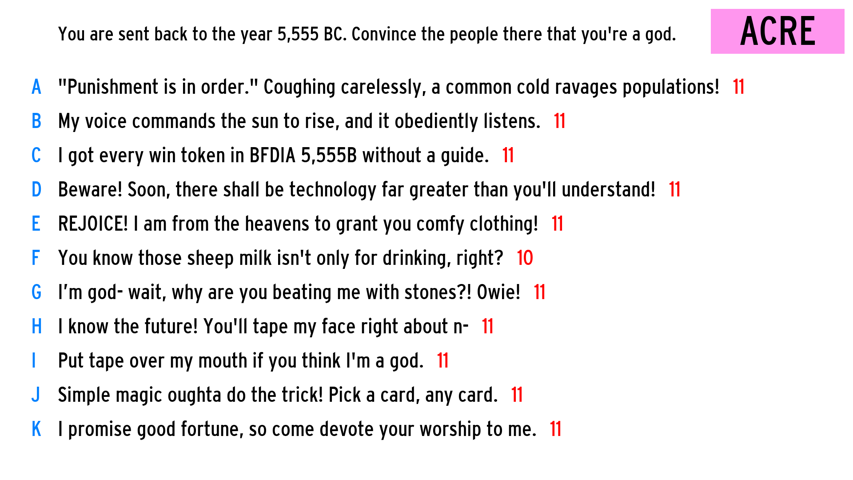 You are sent back to the year 5,555 BC. Convince the people there that you're a god.
ACRE
A "Punishment is in order." Coughing carelessly, a common cold ravages populations! 11
B My voice commands the sun to rise, and it obediently listens. 11
C I got every win token in BFDIA 5,555B without a guide. 11
D Beware! Soon, there shall be technology far greater than you'll understand! 11
E REJOICE! I am from the heavens to grant you comfy clothing! 11
F You know those sheep milk isn't only for drinking, right? 10
G I’m god- wait, why are you beating me with stones?! Owie! 11
H I know the future! You'll tape my face right about n- 11
I Put tape over my mouth if you think I'm a god. 11
J Simple magic oughta do the trick! Pick a card, any card. 11
K I promise good fortune, so come devote your worship to me. 11